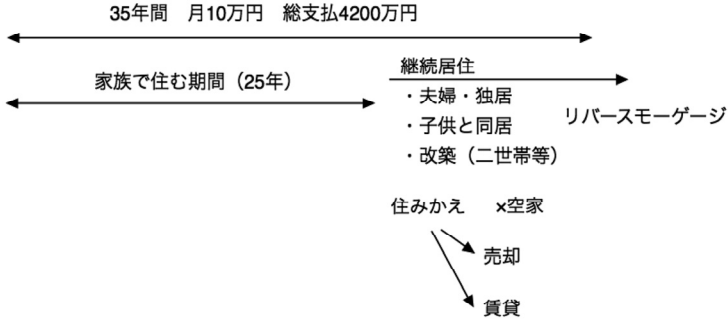 35年間　月10万円　総支払4200万円
家族で住む期間（25年）
継続居住
・夫婦・独居
・子供と同居
・改築（二世帯等）
リバースモーゲージ
住みかえ　×空家
売却
賃貸